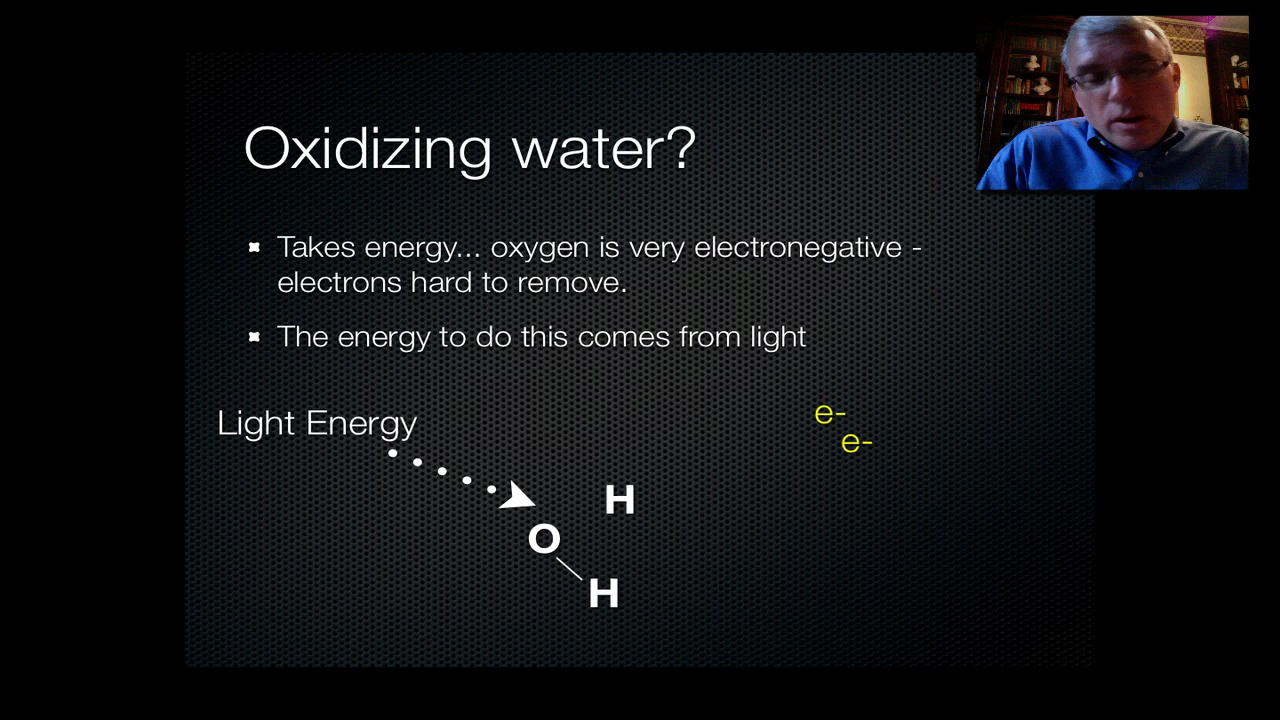 Oxidizing water?
Takes energy... oxygen is very electronegative -
electrons hard to remove.
The energy to do this comes from light
Light Energy
e-
e-
H
O
H